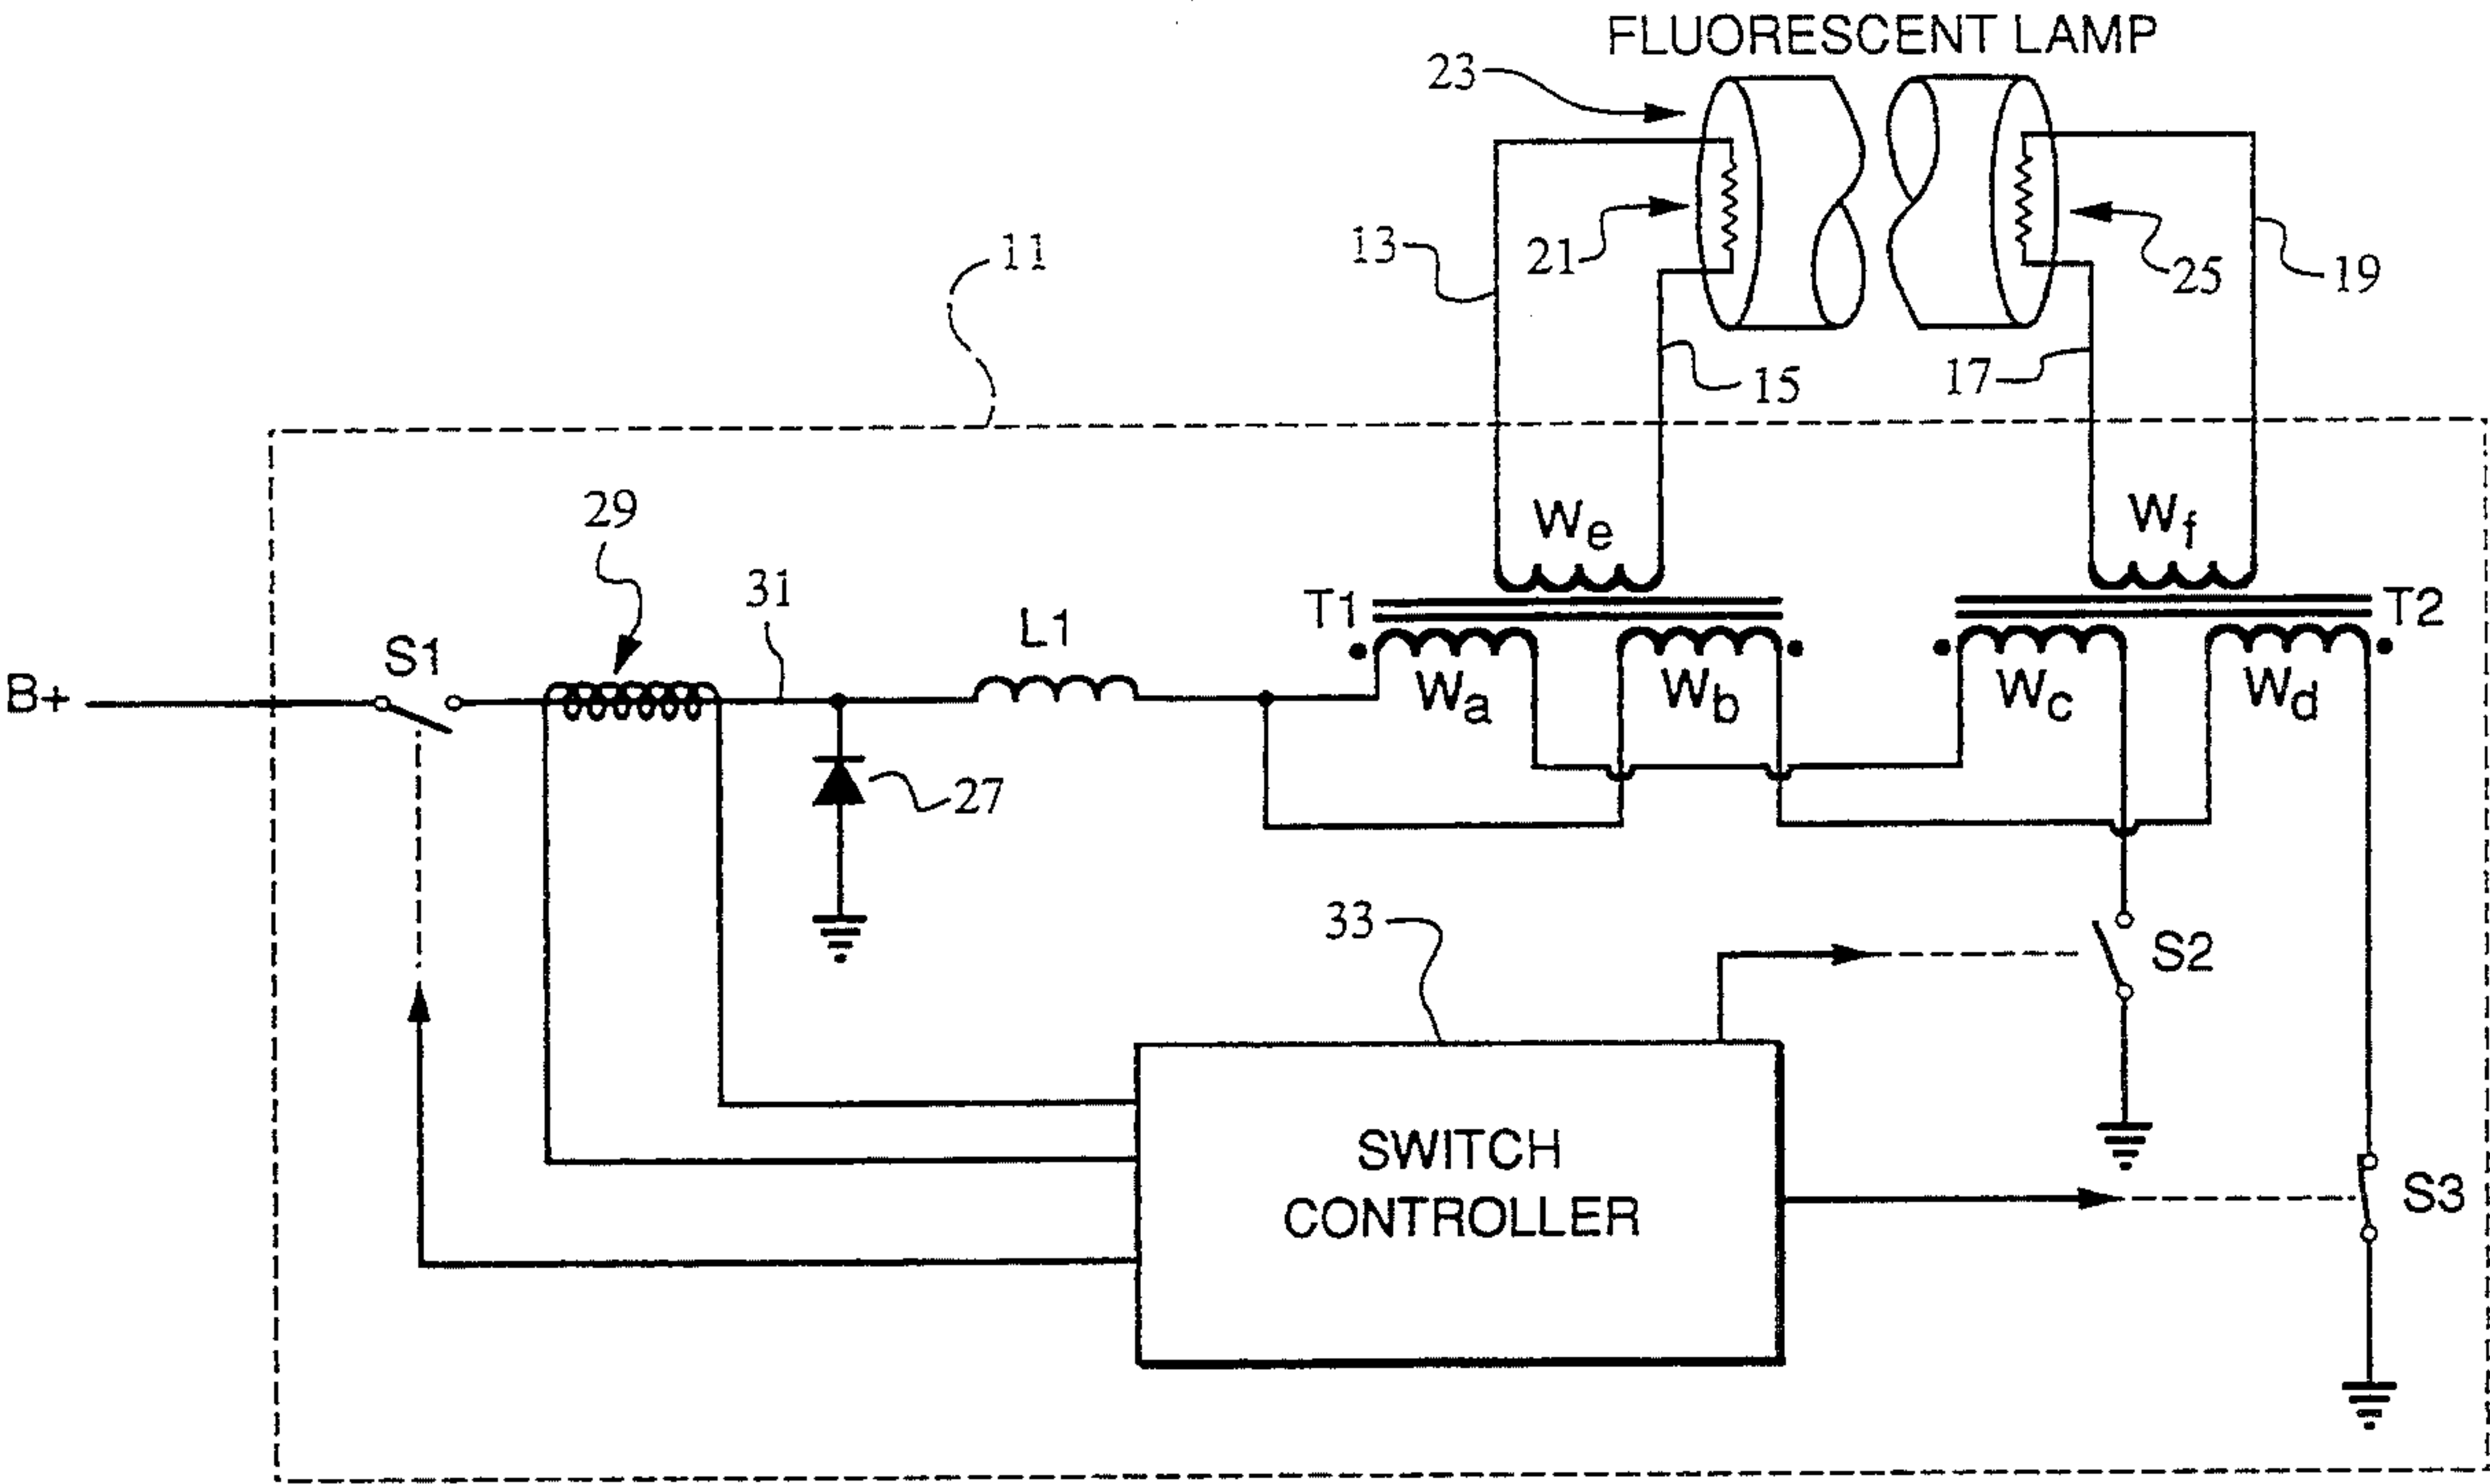 FLUORESCENT LAMP
23
13
21
25
19
11
15
17
29
We
Wf
S1
31
L1
T1
T2
B+
Wa
Wb
Wc
Wd
27
33
S2
SWITCH
CONTROLLER
S3